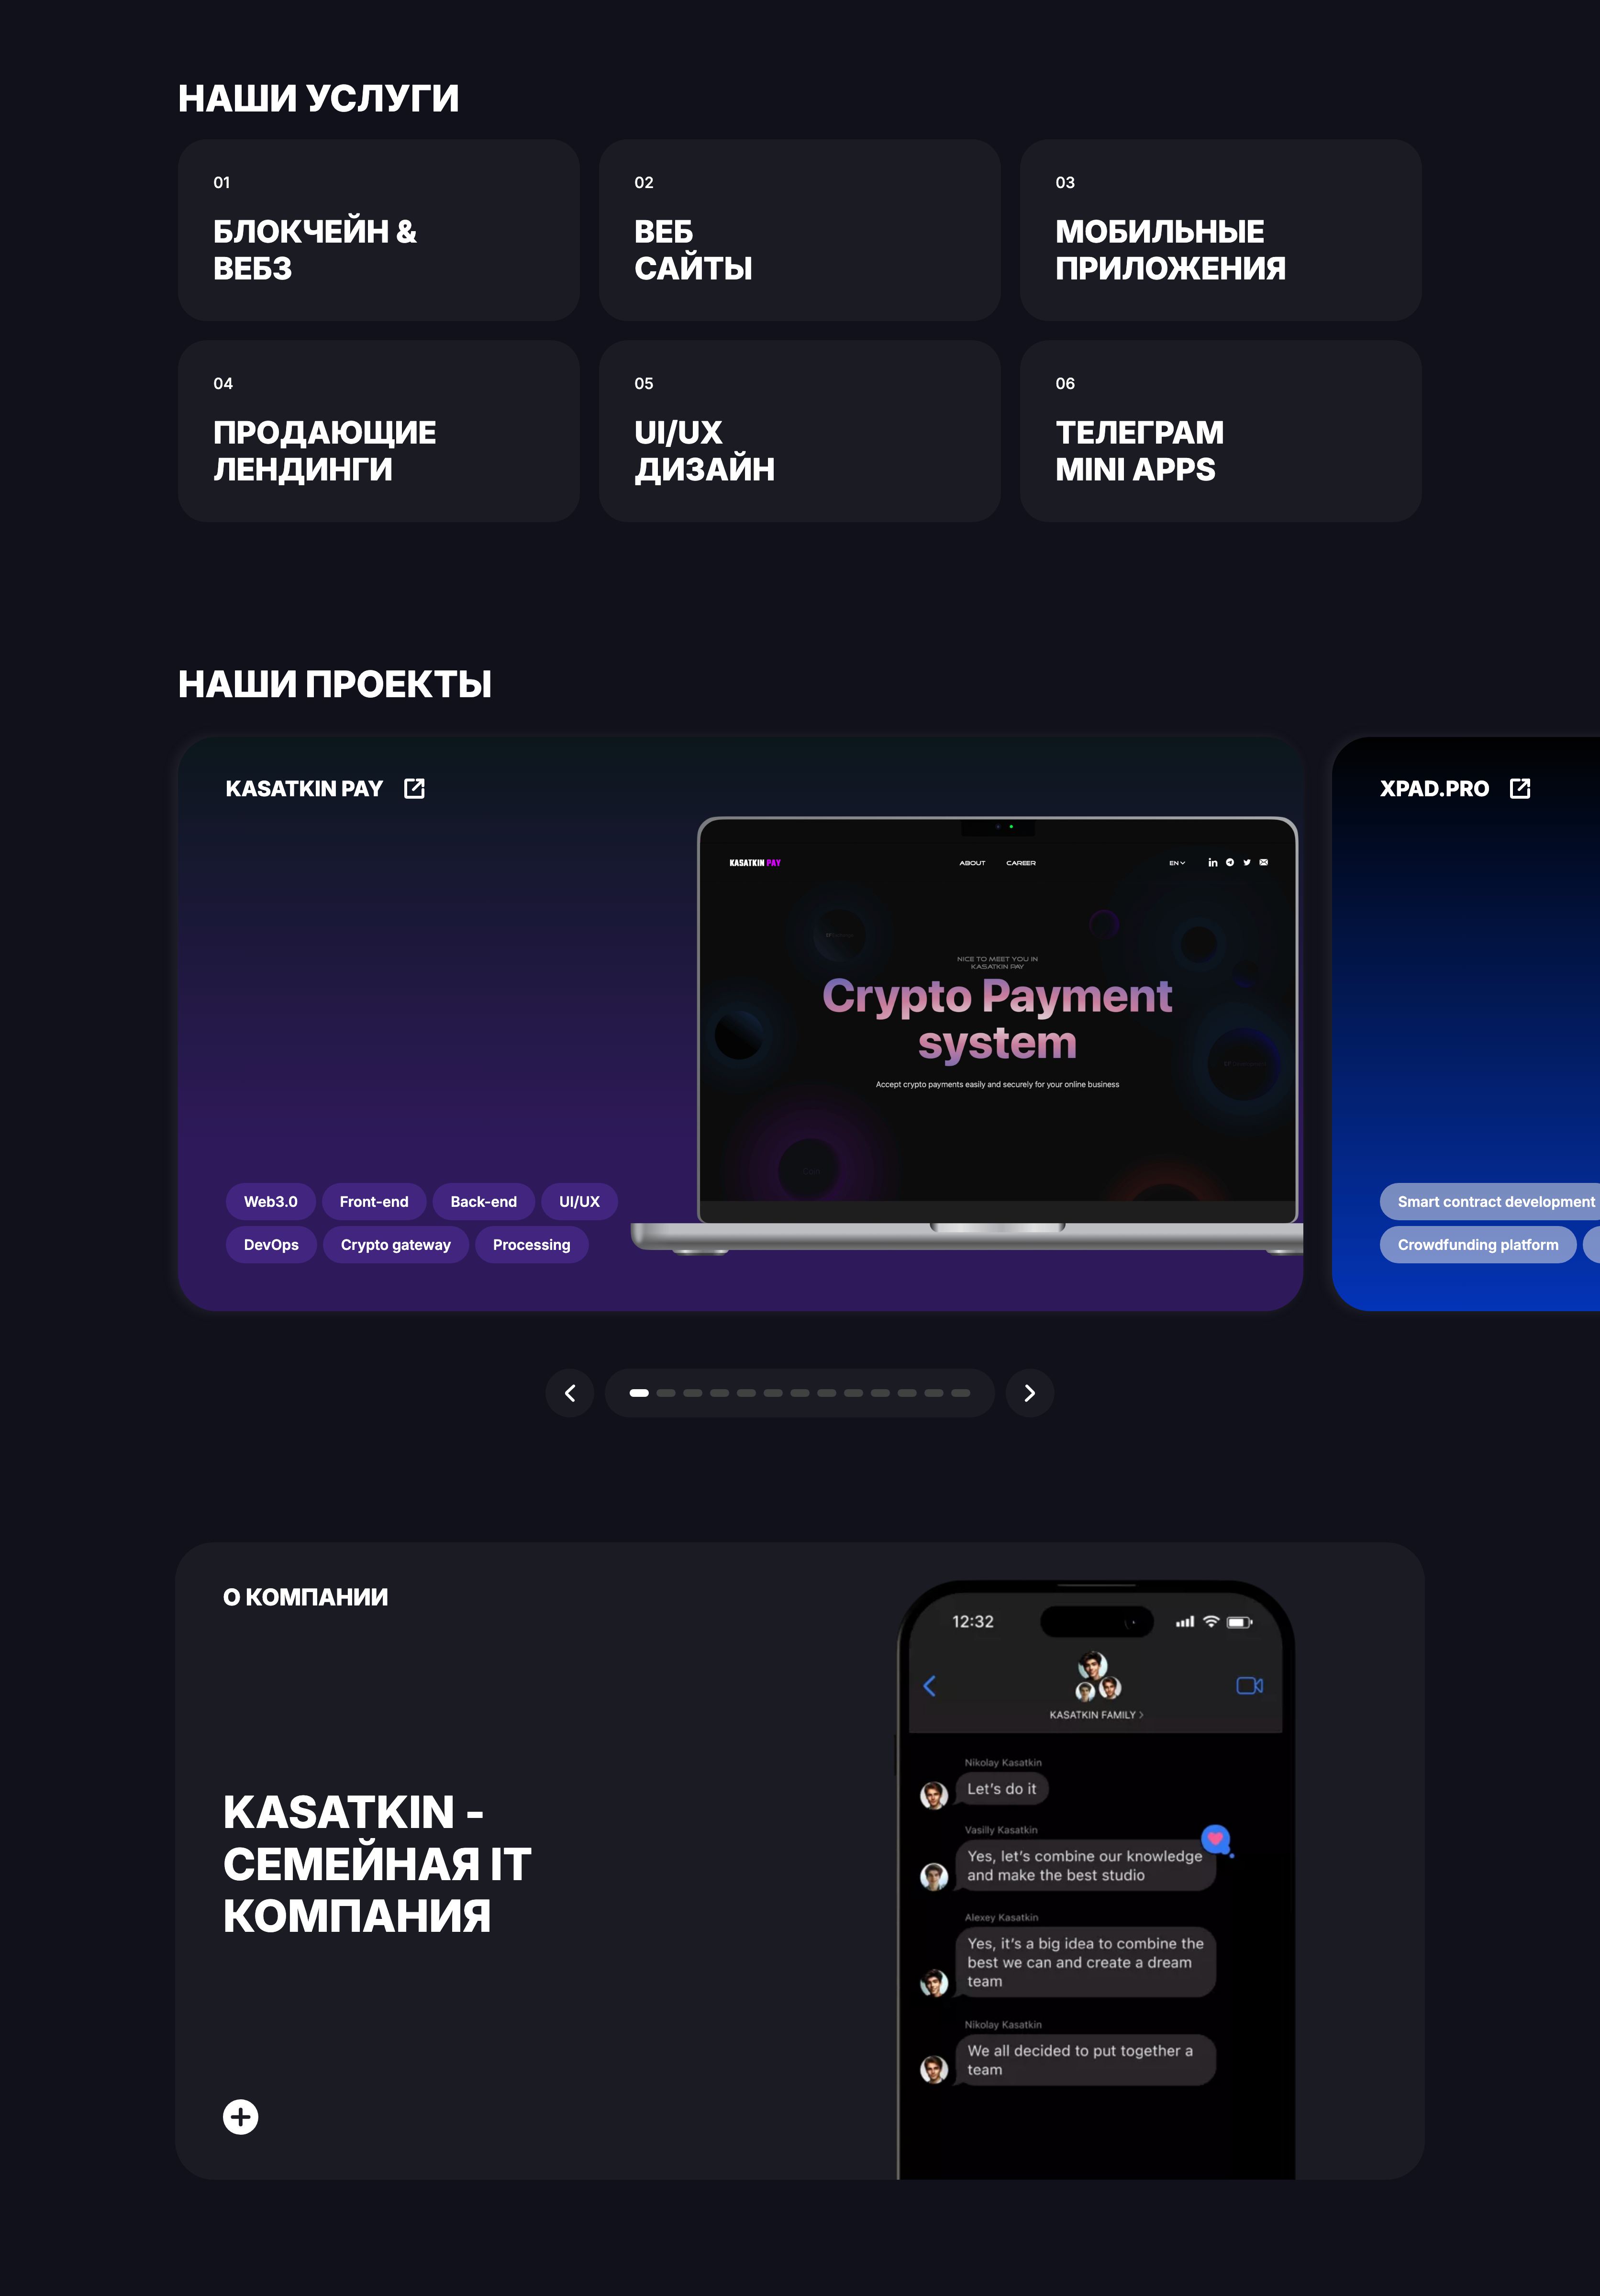 НАШИ УСЛУГИ
01
БЛОКЧЕЙН &
ВЕБ3
02
ВЕБ
САЙТЫ
03
МОБИЛЬНЫЕ
ПРИЛОЖЕНИЯ
04
ПРОДАЮЩИЕ
ЛЕНДИНГИ
05
UI/UX
ДИЗАЙН
06
ТЕЛЕГРАМ
MINI APPS
НАШИ ПРОЕКТЫ
KASATKIN PAY
KASATKIN PAY
ABOUT
CAREER
EN
NICE TO MEET YOU IN
KASATKIN PAY
Crypto Payment
system
Accept crypto payments easily and securely for your online business
Web3.0
Front-end
Back-end
UI/UX
DevOps
Crypto gateway
Processing
XPAD.PRO
Smart contract development
Crowdfunding platform
О КОМПАНИИ
KASATKIN -
СЕМЕЙНАЯ IT
КОМПАНИЯ
12:32
KASATKIN FAMILY
Nikolay Kasatkin
Let's do it
Vasilly Kasatkin
Yes, let's combine our knowledge
and make the best studio
Alexey Kasatkin
Yes, it's a big idea to combine the
best we can and create a dream
team
Nikolay Kasatkin
We all decided to put together a
team